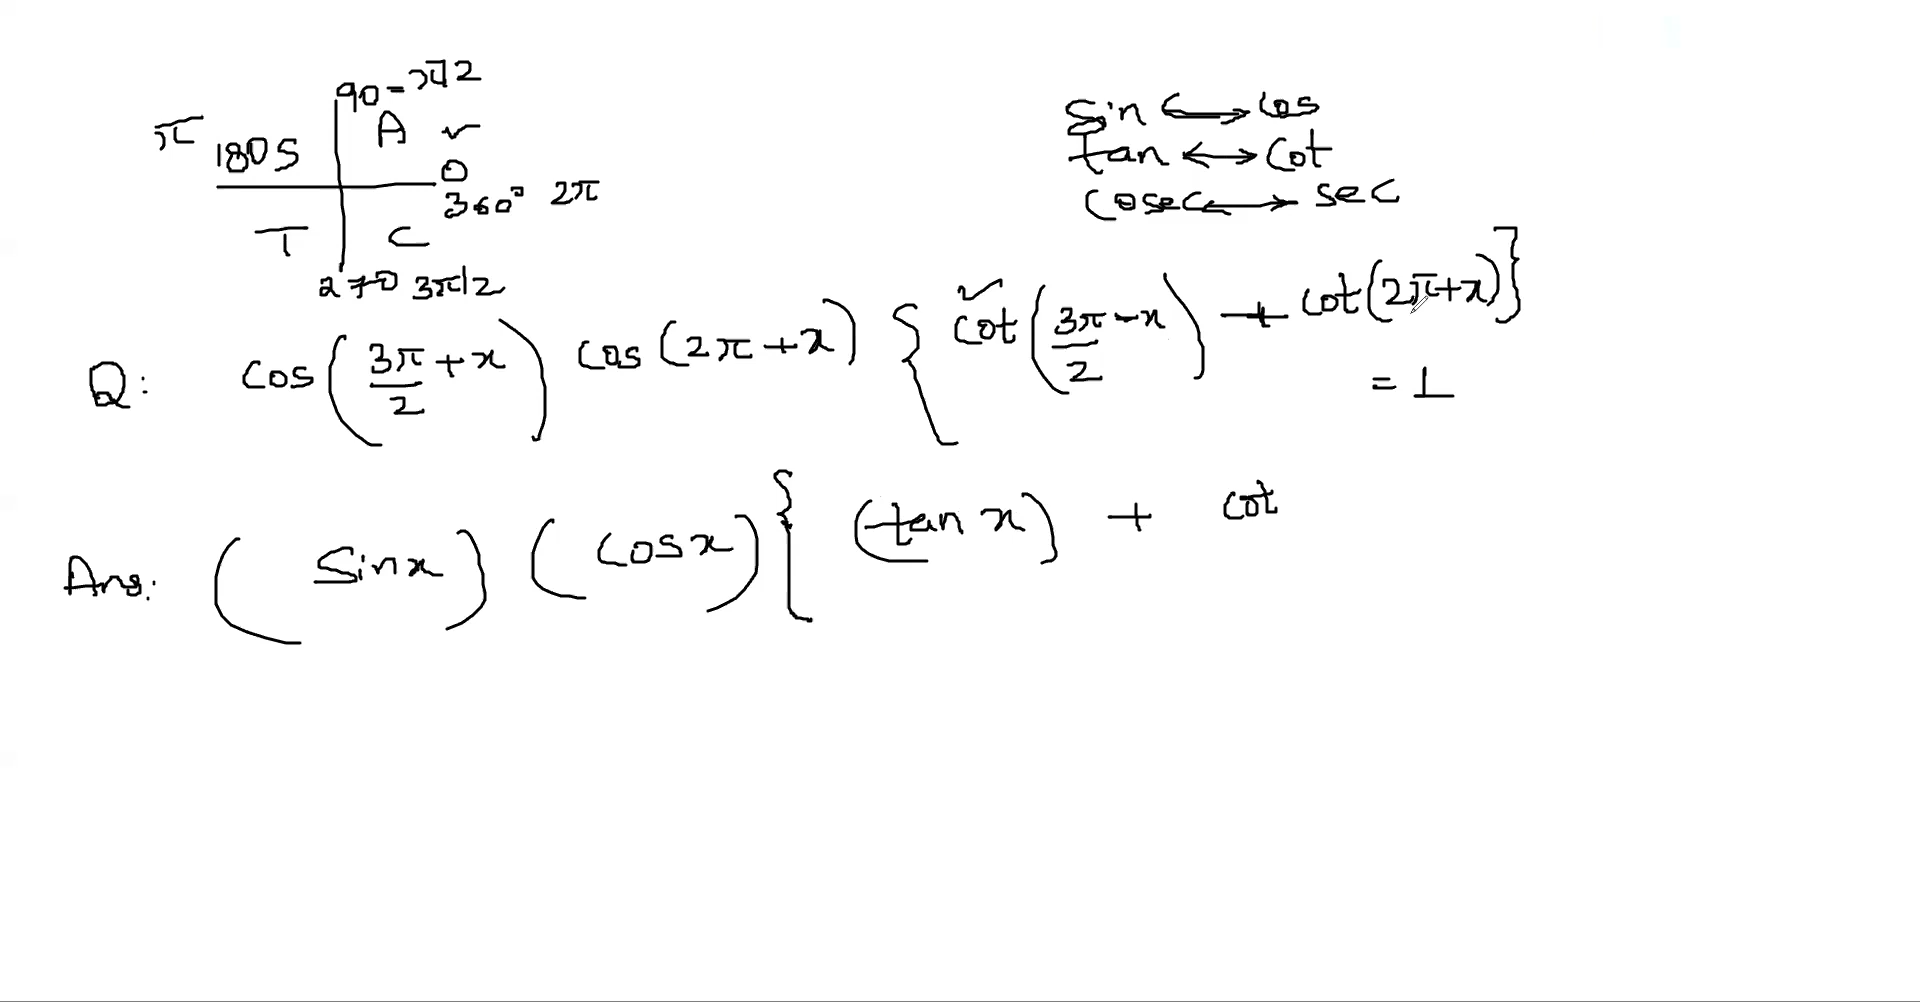 90 = π/2
π 180 S A ✓
0
360° 2π
T C
270 3π/2
Sin ⟷ Cos
tan ⟷ Cot
Cosec ⟷ sec
Q: cos(3π/2 + x) cos(2π + x) { cot(3π/2 - x) + cot(2π + x) } = 1
Ans: (Sin x) (Cos x) { (tan x) + cot